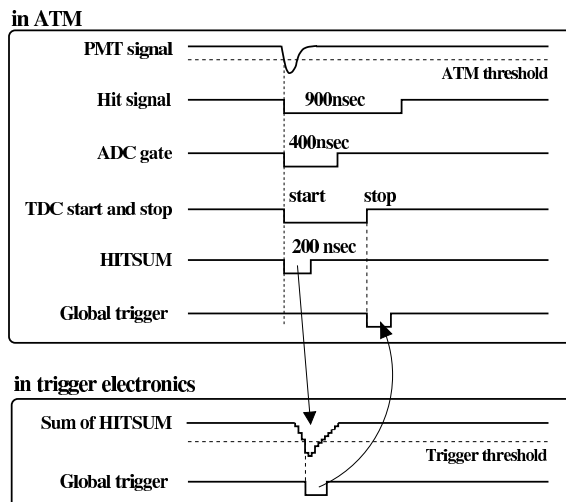 in ATM
PMT signal
ATM threshold
Hit signal
900nsec
400nsec
ADC gate
start stop
TDC start and stop
200 nsec
HITSUM
Global trigger
in trigger electronics
Sum of HITSUM
Trigger threshold
Global trigger